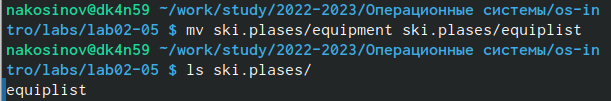 nakosinov@dk4n59 ~/work/study/2022-2023/Операционные системы/os-in
tro/labs/lab02-05 $ mv ski.plases/equipment ski.plases/equiplist
nakosinov@dk4n59 ~/work/study/2022-2023/Операционные системы/os-in
tro/labs/lab02-05 $ ls ski.plases/
equiplist